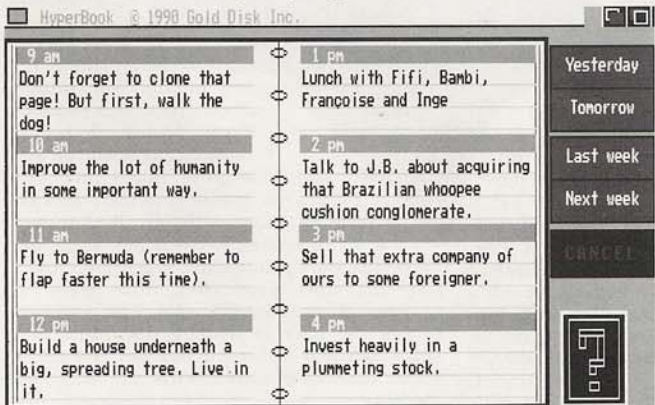 HyperBook © 1990 Gold Disk Inc.
9 am
Don't forget to clone that
page! But first, walk the
dog!
10 am
Improve the lot of humanity
in some important way.
11 am
Fly to Bermuda (remember to
flap faster this time).
12 pm
Build a house underneath a
big, spreading tree. Live in
it.
1 pm
Lunch with Fifi, Bambi,
Françoise and Inge
2 pm
Talk to J.B. about acquiring
that Brazilian whoopee
cushion conglomerate.
3 pm
Sell that extra company of
ours to some foreigner.
4 pm
Invest heavily in a
plummeting stock.
Yesterday
Tomorrow
Last week
Next week
CANCEL
?